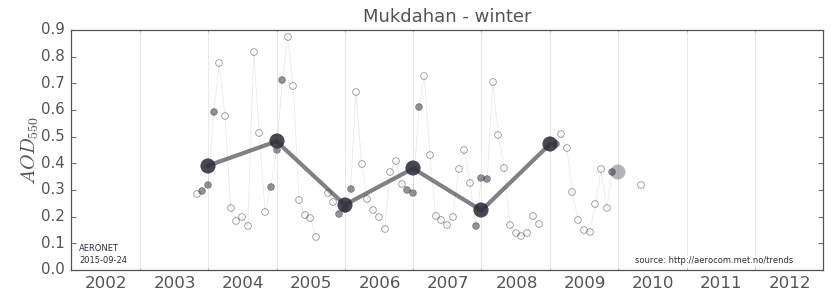 Mukdahan - winter
0.9
0.8
0.7
0.6
0.5
0.4
0.3
0.2
0.1
0.0
AOD550
AERONET
2015-09-24
source: http://aerocom.met.no/trends
2002 2003 2004 2005 2006 2007 2008 2009 2010 2011 2012